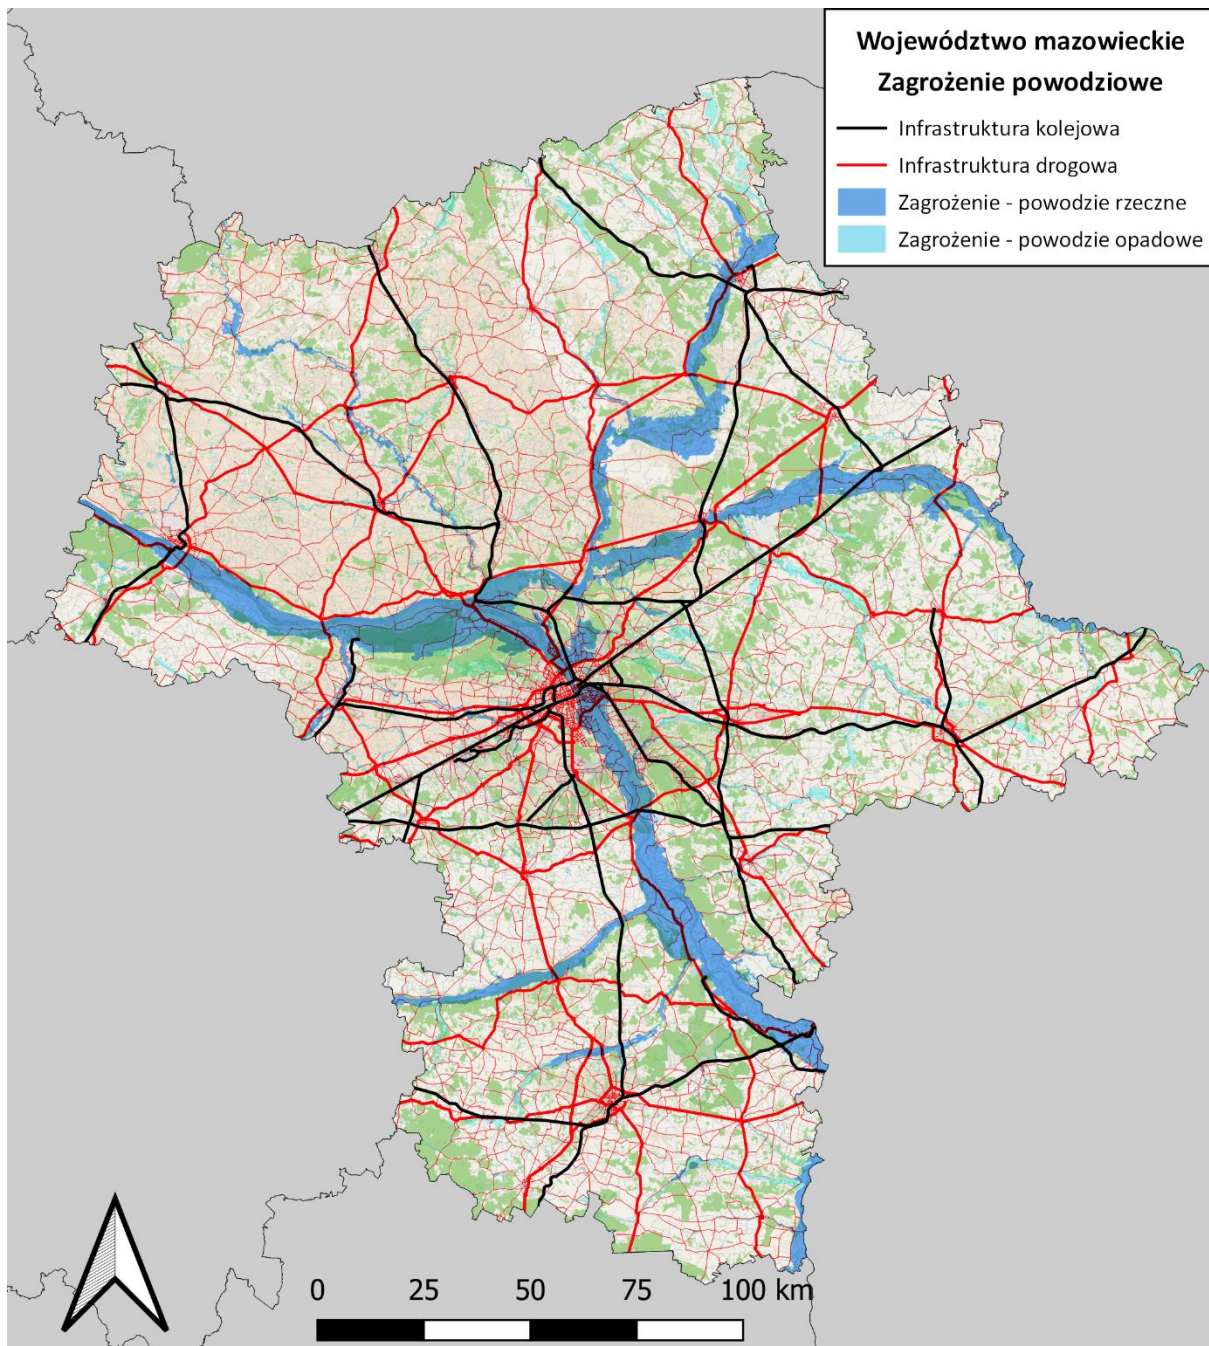 Województwo mazowieckie
Zagrożenie powodziowe
Infrastruktura kolejowa
Infrastruktura drogowa
Zagrożenie - powodzie rzeczne
Zagrożenie - powodzie opadowe
0 25 50 75 100 km